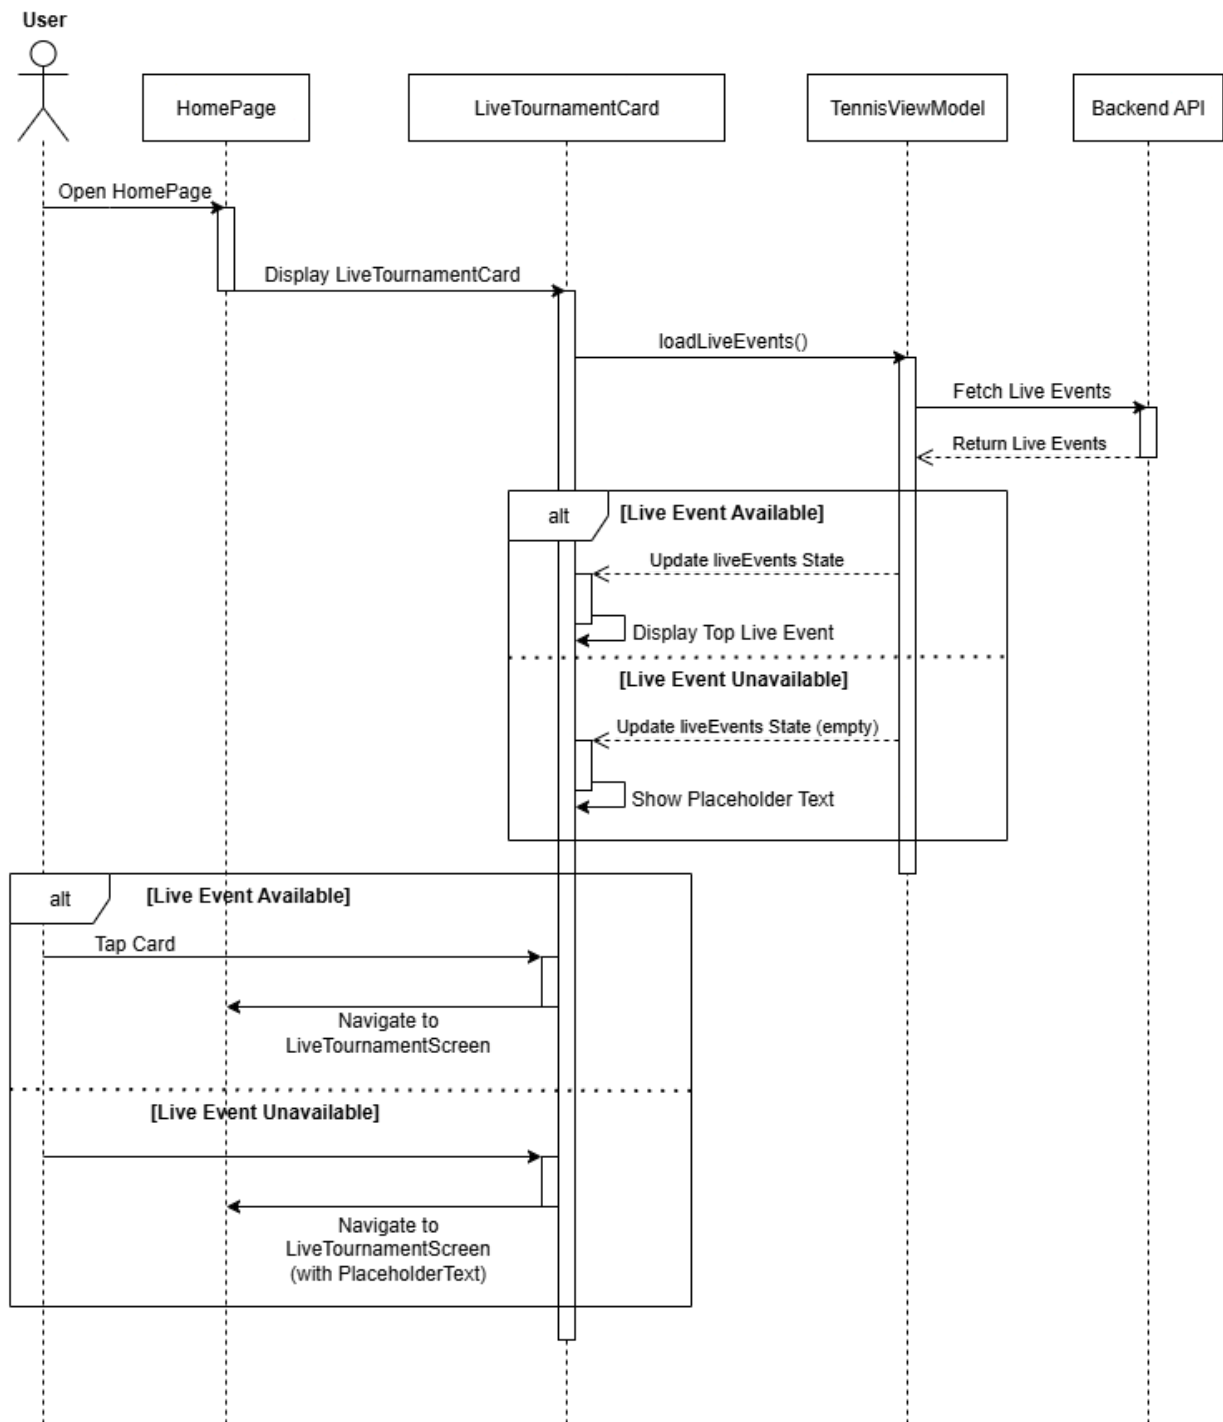 User
HomePage
LiveTournamentCard
TennisViewModel
Backend API
Open HomePage
Display LiveTournamentCard
loadLiveEvents()
Fetch Live Events
Return Live Events
alt
[Live Event Available]
Update liveEvents State
Display Top Live Event
[Live Event Unavailable]
Update liveEvents State (empty)
Show Placeholder Text
alt
[Live Event Available]
Tap Card
Navigate to
LiveTournamentScreen
[Live Event Unavailable]
Navigate to
LiveTournamentScreen
(with PlaceholderText)